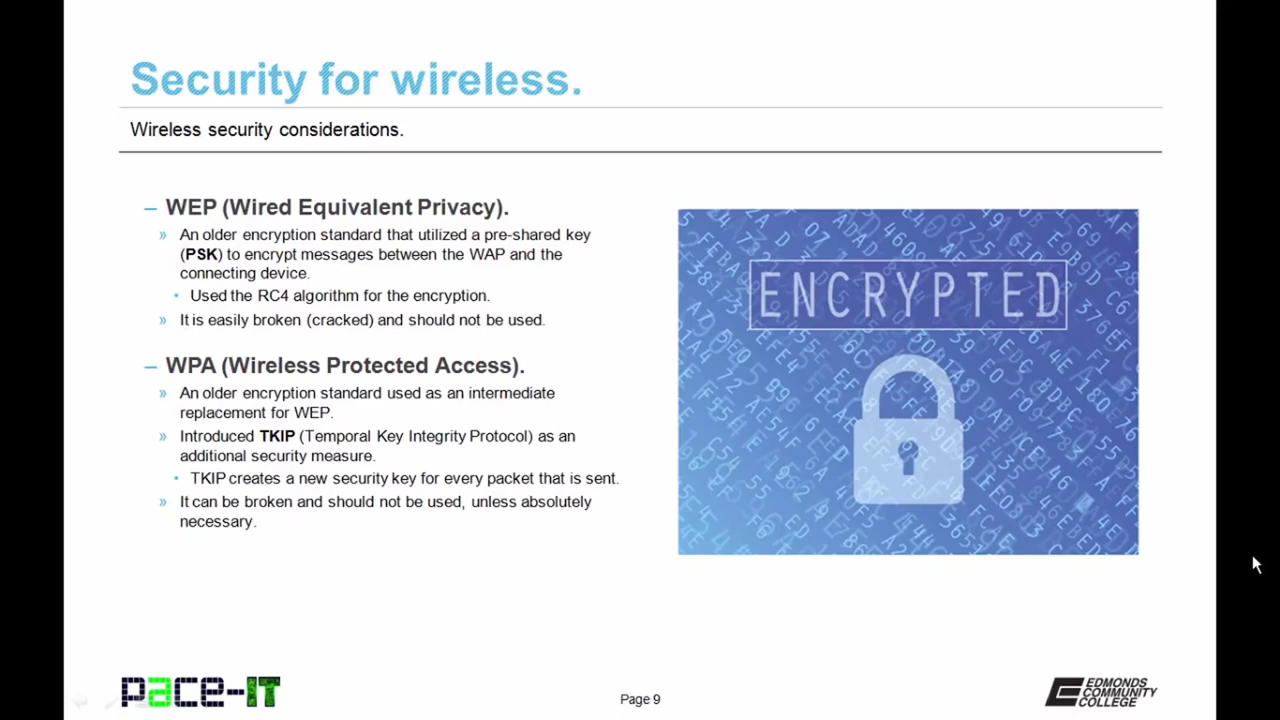 Security for wireless.
Wireless security considerations.
– WEP (Wired Equivalent Privacy).
» An older encryption standard that utilized a pre-shared key
(PSK) to encrypt messages between the WAP and the
connecting device.
• Used the RC4 algorithm for the encryption.
» It is easily broken (cracked) and should not be used.
– WPA (Wireless Protected Access).
» An older encryption standard used as an intermediate
replacement for WEP.
» Introduced TKIP (Temporal Key Integrity Protocol) as an
additional security measure.
• TKIP creates a new security key for every packet that is sent.
» It can be broken and should not be used, unless absolutely
necessary.
ENCRYPTED
pace-IT
Page 9
EDMONDS
COMMUNITY
COLLEGE